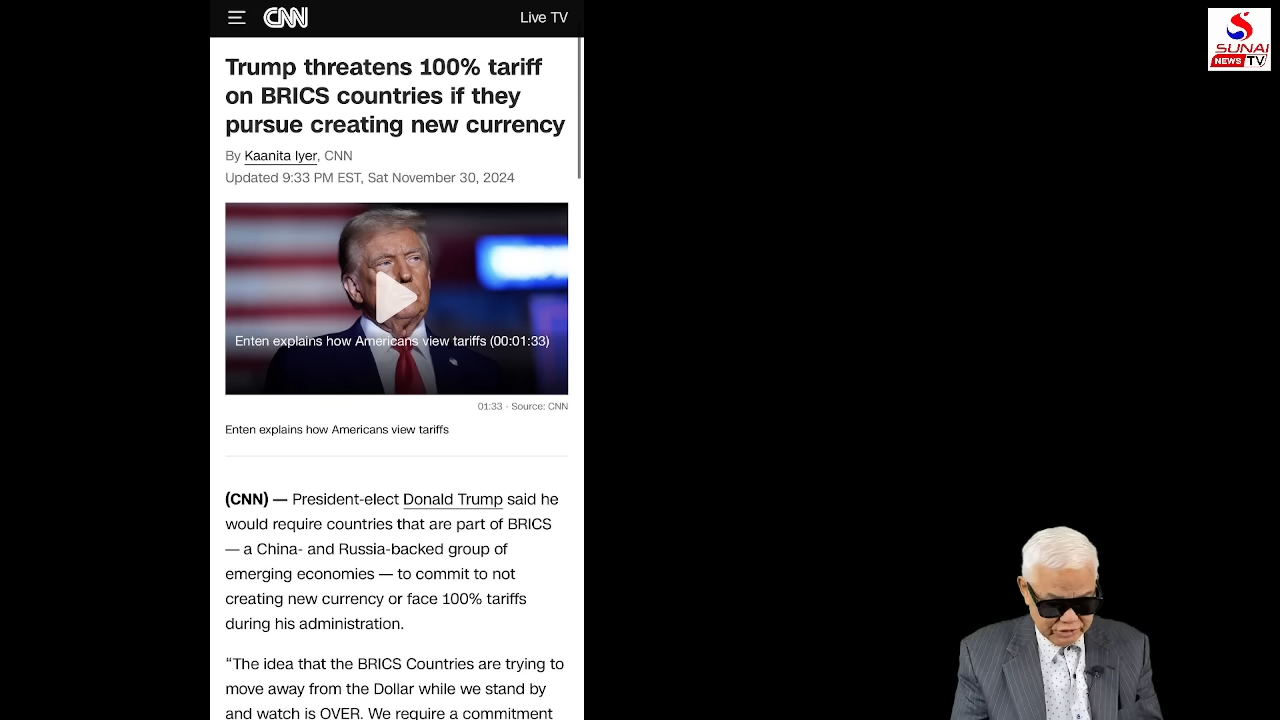 CNN
Live TV
Trump threatens 100% tariff
on BRICS countries if they
pursue creating new currency
By Kaanita Iyer, CNN
Updated 9:33 PM EST, Sat November 30, 2024
Enten explains how Americans view tariffs (00:01:33)
01:33 - Source: CNN
Enten explains how Americans view tariffs
(CNN) — President-elect Donald Trump said he
would require countries that are part of BRICS
— a China- and Russia-backed group of
emerging economies — to commit to not
creating new currency or face 100% tariffs
during his administration.
“The idea that the BRICS Countries are trying to
move away from the Dollar while we stand by
and watch is OVER. We require a commitment
SUNAI
NEWS TV